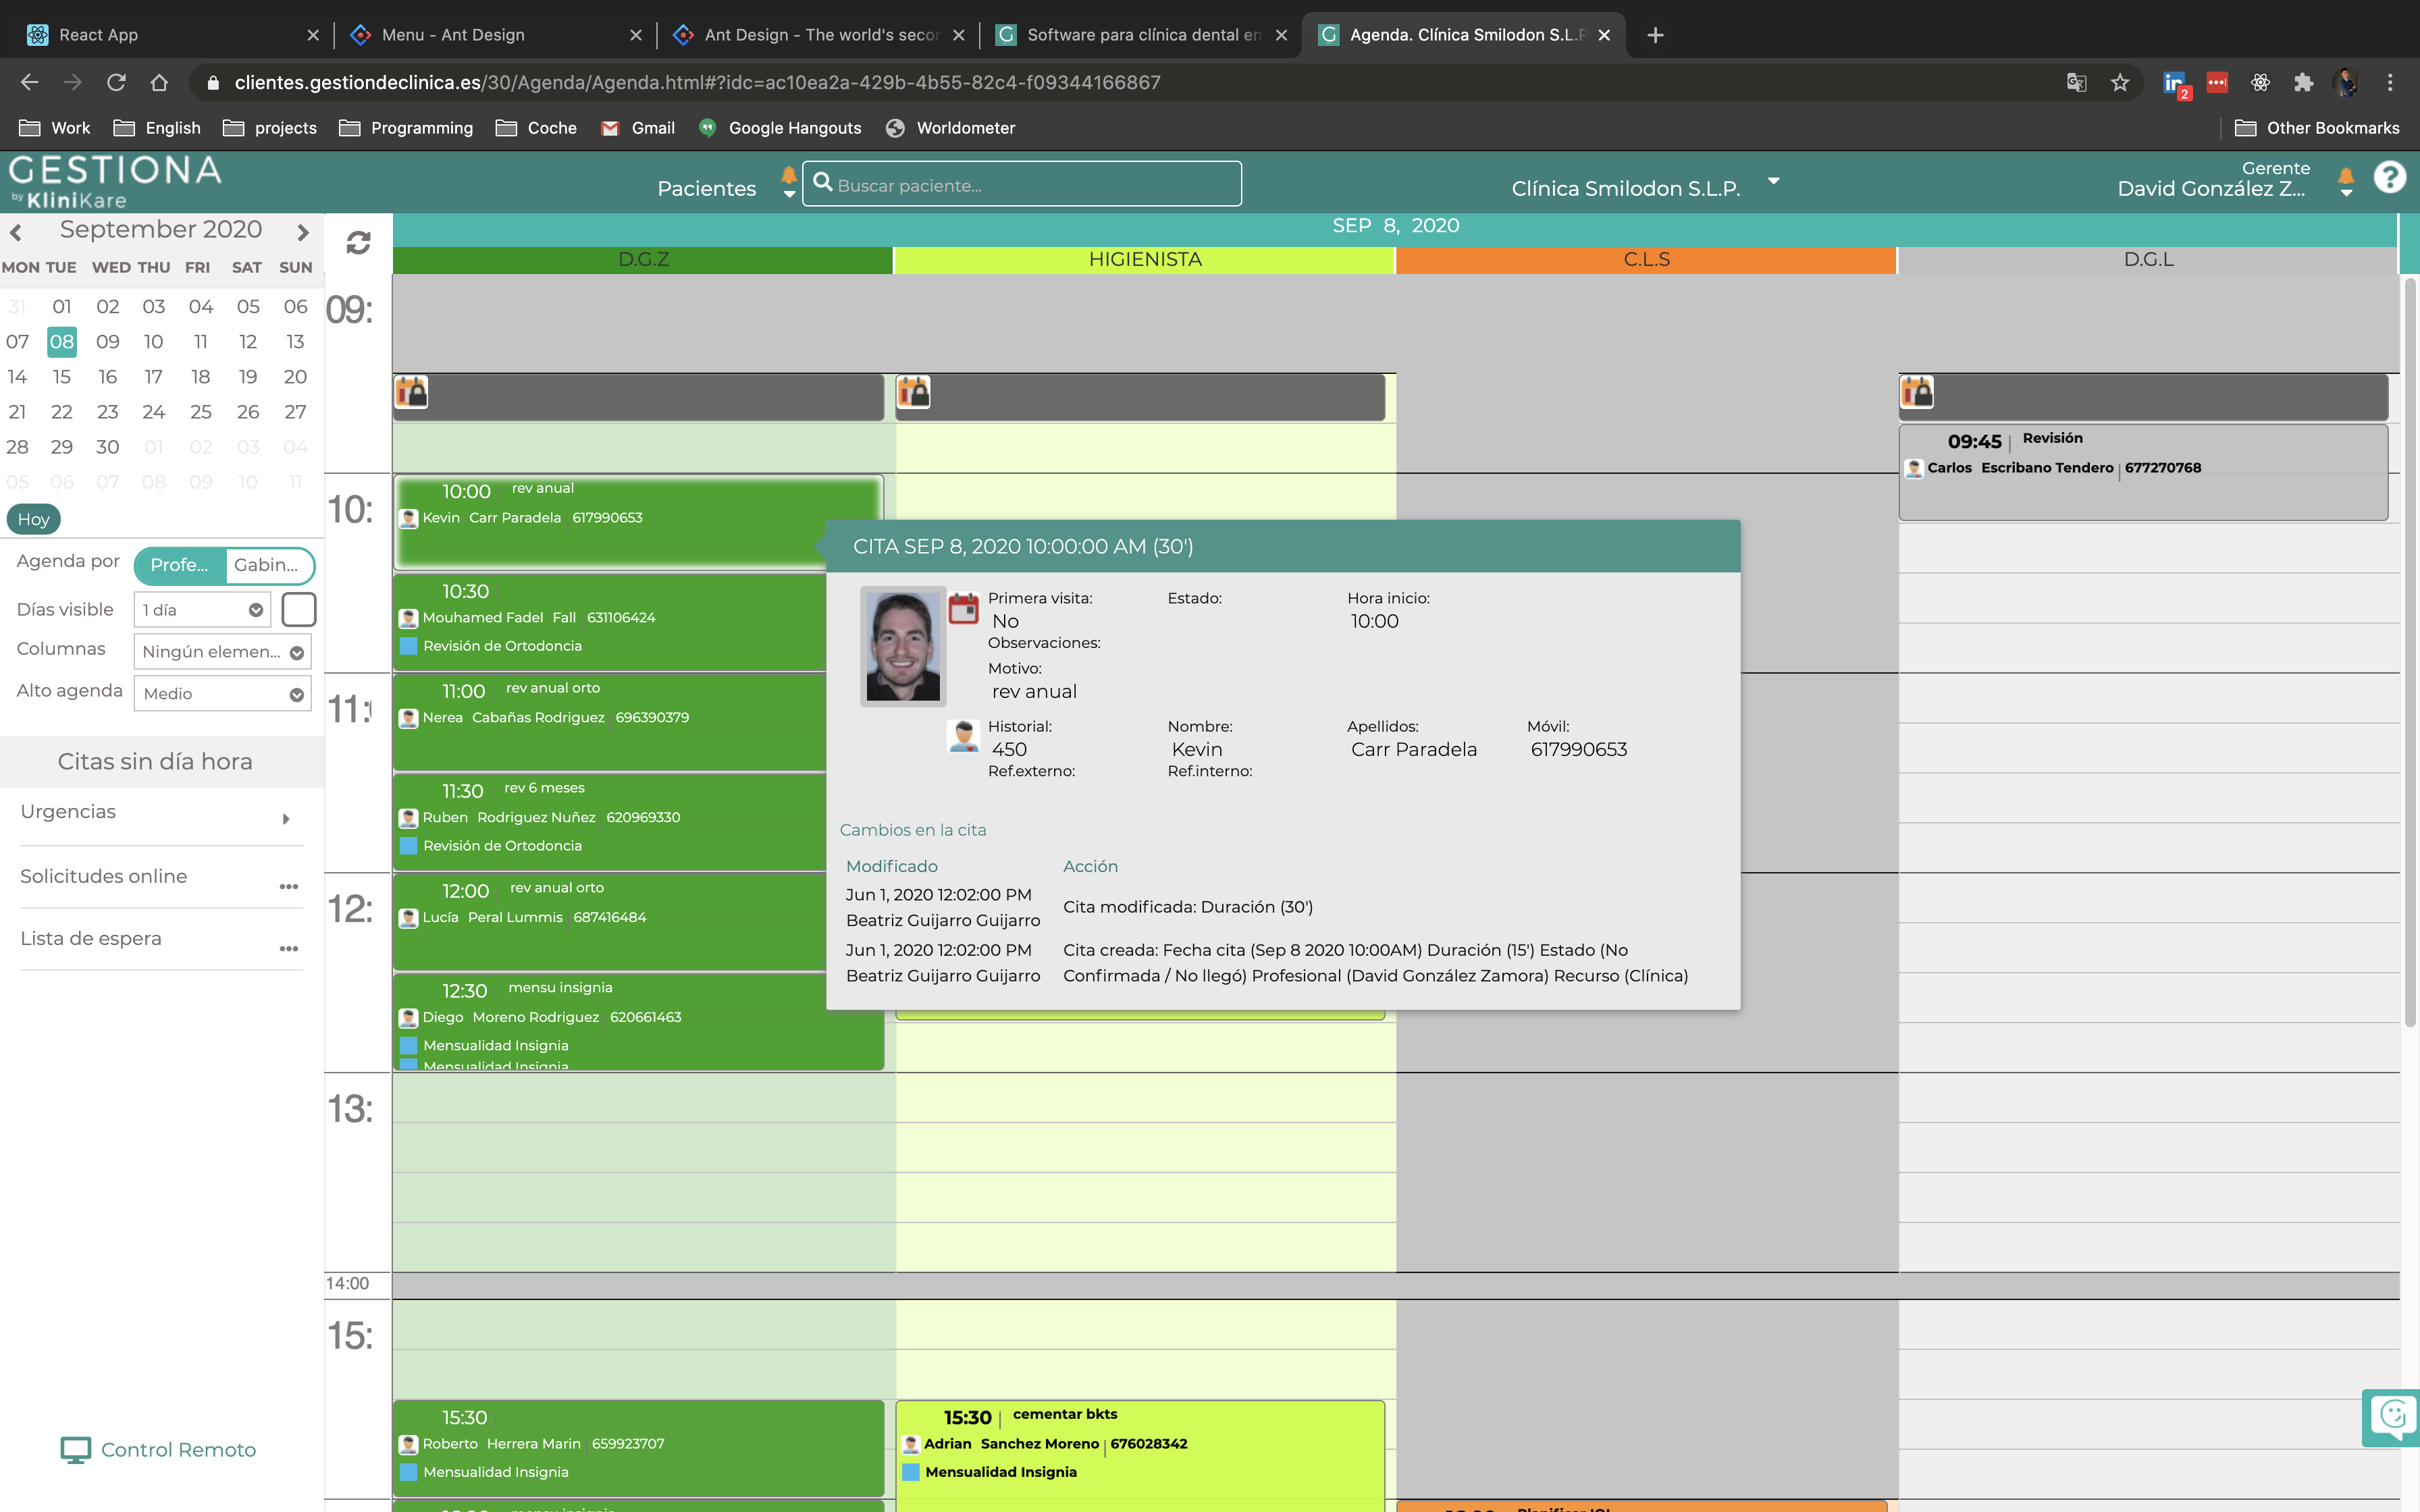 React App
Menu - Ant Design
Ant Design - The world's secon
Software para clínica dental en
Agenda. Clínica Smilodon S.L.P
clientes.gestiondeclinica.es/30/Agenda/Agenda.html#?idc=ac10ea2a-429b-4b55-82c4-f09344166867
2
Work
English
projects
Programming
Coche
Gmail
Google Hangouts
Worldometer
Other Bookmarks
GESTIONA
by KliniKare
Pacientes
Buscar paciente...
Clínica Smilodon S.L.P.
Gerente
David González Z...
September 2020
MON TUE WED THU FRI SAT SUN
31 01 02 03 04 05 06
07 08 09 10 11 12 13
14 15 16 17 18 19 20
21 22 23 24 25 26 27
28 29 30 01 02 03 04
05 06 07 08 09 10 11
Hoy
Agenda por Profe... Gabin...
Días visible 1 día
Columnas Ningún elemen...
Alto agenda Medio
Citas sin día hora
Urgencias
Solicitudes online
Lista de espera
Control Remoto
SEP 8, 2020
D.G.Z HIGIENISTA C.L.S D.G.L
09:
10:
11:
12:
13:
14:00
15:
10:00 rev anual
Kevin Carr Paradela 617990653
10:30
Mouhamed Fadel Fall 631106424
Revisión de Ortodoncia
11:00 rev anual orto
Nerea Cabañas Rodriguez 696390379
11:30 rev 6 meses
Ruben Rodriguez Nuñez 620969330
Revisión de Ortodoncia
12:00 rev anual orto
Lucía Peral Lummis 687416484
12:30 mensu insignia
Diego Moreno Rodriguez 620661463
Mensualidad Insignia
Mensualidad Insignia
15:30
Roberto Herrera Marin 659923707
Mensualidad Insignia
15:30 cementar bkts
Adrian Sanchez Moreno 676028342
Mensualidad Insignia
09:45 Revisión
Carlos Escribano Tendero 677270768
CITA SEP 8, 2020 10:00:00 AM (30')
Primera visita: Estado: Hora inicio:
No 10:00
Observaciones:
Motivo:
rev anual
Historial: Nombre: Apellidos: Móvil:
450 Kevin Carr Paradela 617990653
Ref.externo: Ref.interno:
Cambios en la cita
Modificado Acción
Jun 1, 2020 12:02:00 PM
Beatriz Guijarro Guijarro
Cita modificada: Duración (30')
Jun 1, 2020 12:02:00 PM
Beatriz Guijarro Guijarro
Cita creada: Fecha cita (Sep 8 2020 10:00AM) Duración (15') Estado (No
Confirmada / No llegó) Profesional (David González Zamora) Recurso (Clínica)